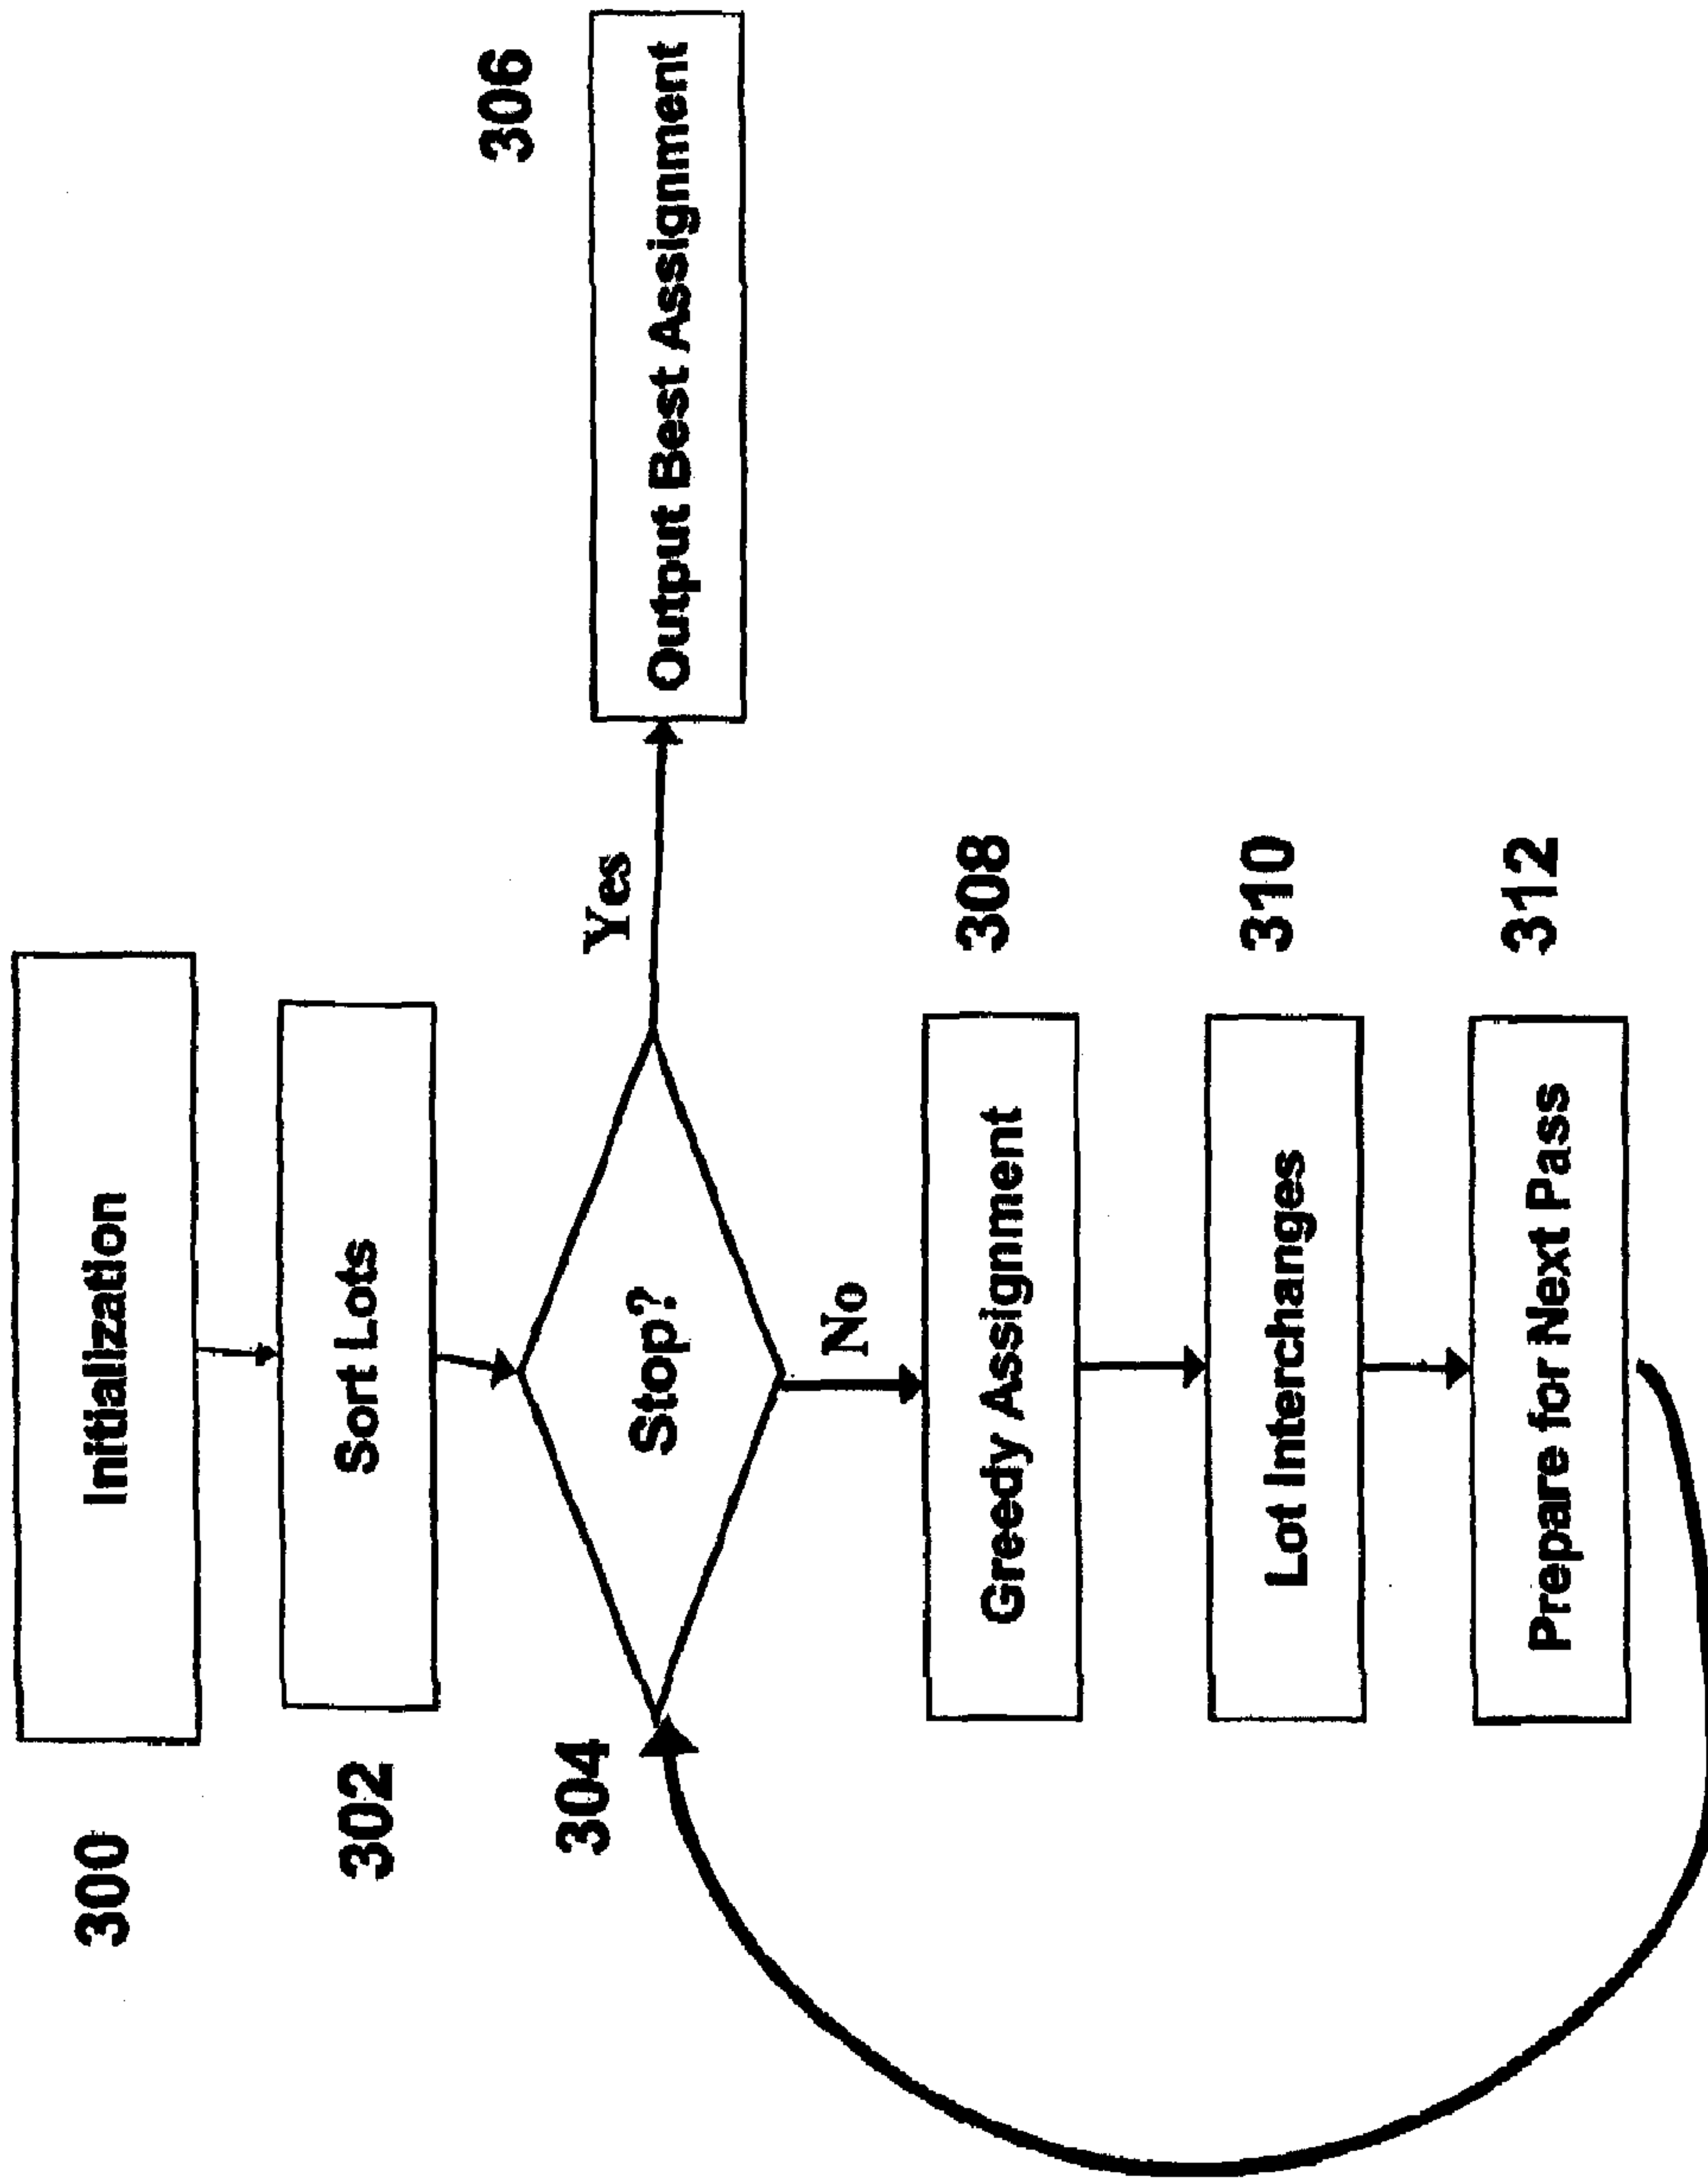 300
Initialization
302
Sort Lots
304
Stop?
Yes
306
Output Best Assignment
No
Greedy Assignment
308
Lot Interchanges
310
Prepare for Next Pass
312